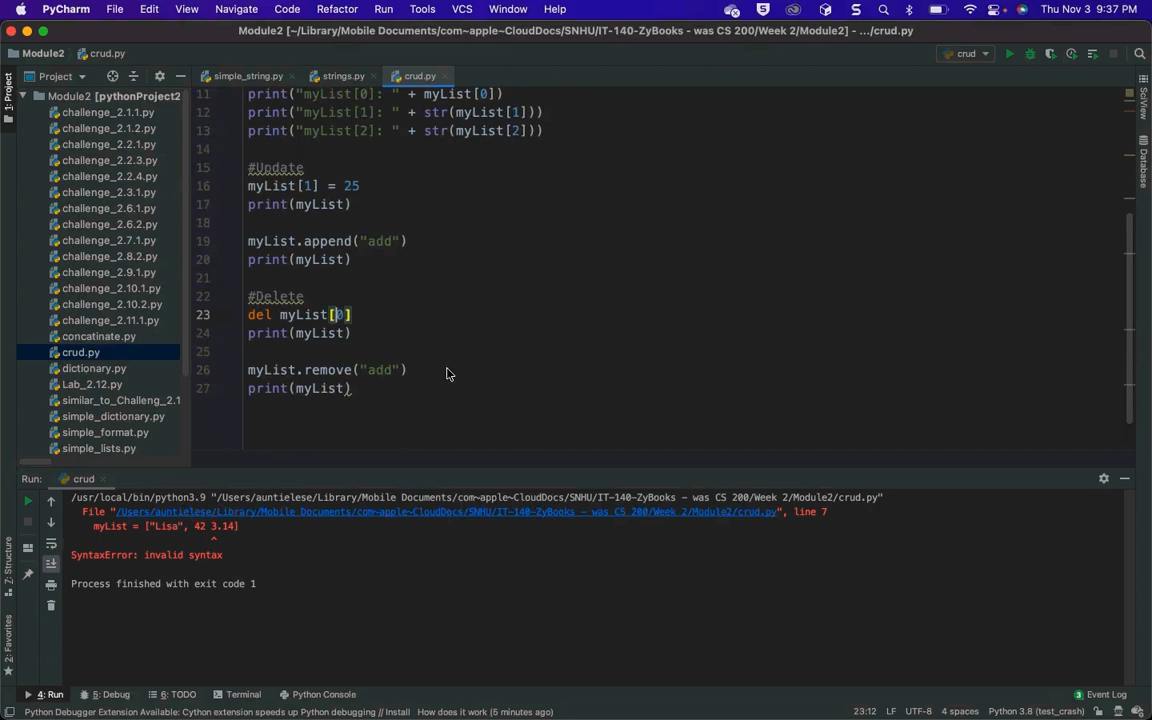 PyCharm File Edit View Navigate Code Refactor Run Tools VCS Window Help Thu Nov 3 9:37 PM
Module2 [~/Library/Mobile Documents/com~apple~CloudDocs/SNHU/IT-140-ZyBooks - was CS 200/Week 2/Module2] - .../crud.py
Module2 crud.py crud
Project simple_string.py strings.py crud.py
1: Project
SciView
Database
Module2 [pythonProject2
challenge_2.1.1.py
challenge_2.1.2.py
challenge_2.2.1.py
challenge_2.2.3.py
challenge_2.2.4.py
challenge_2.3.1.py
challenge_2.6.1.py
challenge_2.6.2.py
challenge_2.7.1.py
challenge_2.8.2.py
challenge_2.9.1.py
challenge_2.10.1.py
challenge_2.10.2.py
challenge_2.11.1.py
concatinate.py
crud.py
dictionary.py
Lab_2.12.py
similar_to_Challeng_2.1
simple_dictionary.py
simple_format.py
simple_lists.py
11 print("myList[0]: " + myList[0])
12 print("myList[1]: " + str(myList[1]))
13 print("myList[2]: " + str(myList[2]))
14
15 #Update
16 myList[1] = 25
17 print(myList)
18
19 myList.append("add")
20 print(myList)
21
22 #Delete
23 del myList[0]
24 print(myList)
25
26 myList.remove("add")
27 print(myList)
Run: crud
/usr/local/bin/python3.9 "/Users/auntielese/Library/Mobile Documents/com~apple~CloudDocs/SNHU/IT-140-ZyBooks - was CS 200/Week 2/Module2/crud.py"
File "/Users/auntielese/Library/Mobile Documents/com~apple~CloudDocs/SNHU/IT-140-ZyBooks - was CS 200/Week 2/Module2/crud.py", line 7
myList = ["Lisa", 42 3.14]
^
SyntaxError: invalid syntax
Process finished with exit code 1
Z: Structure
2: Favorites
4: Run 5: Debug 6: TODO Terminal Python Console 3 Event Log
Python Debugger Extension Available: Cython extension speeds up Python debugging // Install How does it work (5 minutes ago) 23:12 LF UTF-8 4 spaces Python 3.8 (test_crash)